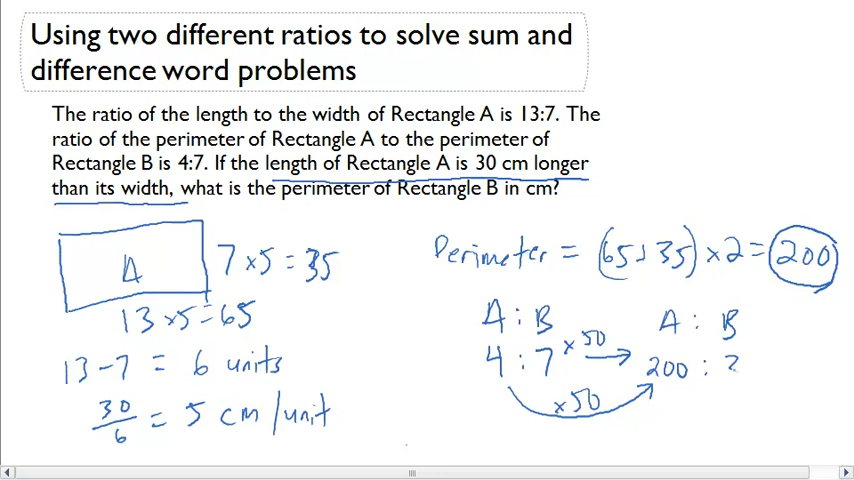 Using two different ratios to solve sum and
difference word problems
The ratio of the length to the width of Rectangle A is 13:7. The
ratio of the perimeter of Rectangle A to the perimeter of
Rectangle B is 4:7. If the length of Rectangle A is 30 cm longer
than its width, what is the perimeter of Rectangle B in cm?
A
7 × 5 = 35
13 × 5 = 65
13 - 7 = 6 units
30/6 = 5 cm/unit
Perimeter = (65+35) × 2 = 200
A : B
4 : 7
× 50
A : B
200 : ?
× 50